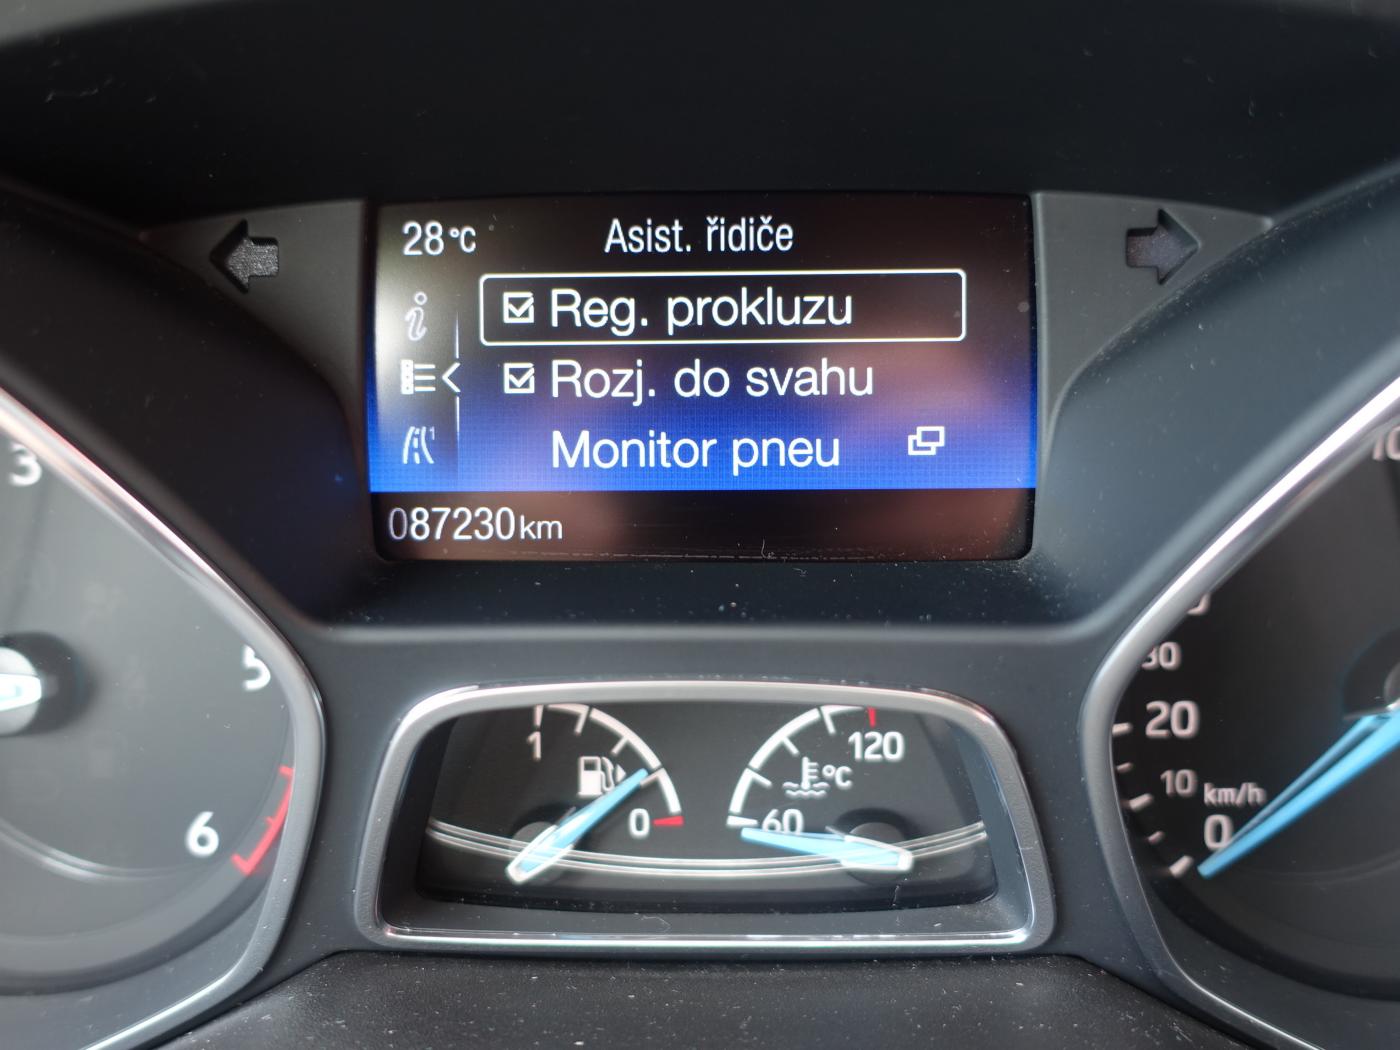 28°C
Asist. řidiče
Reg. prokluzu
Rozj. do svahu
Monitor pneu
087230km
3
5
6
1
0
°C
120
60
10
30
20
10 km/h
0